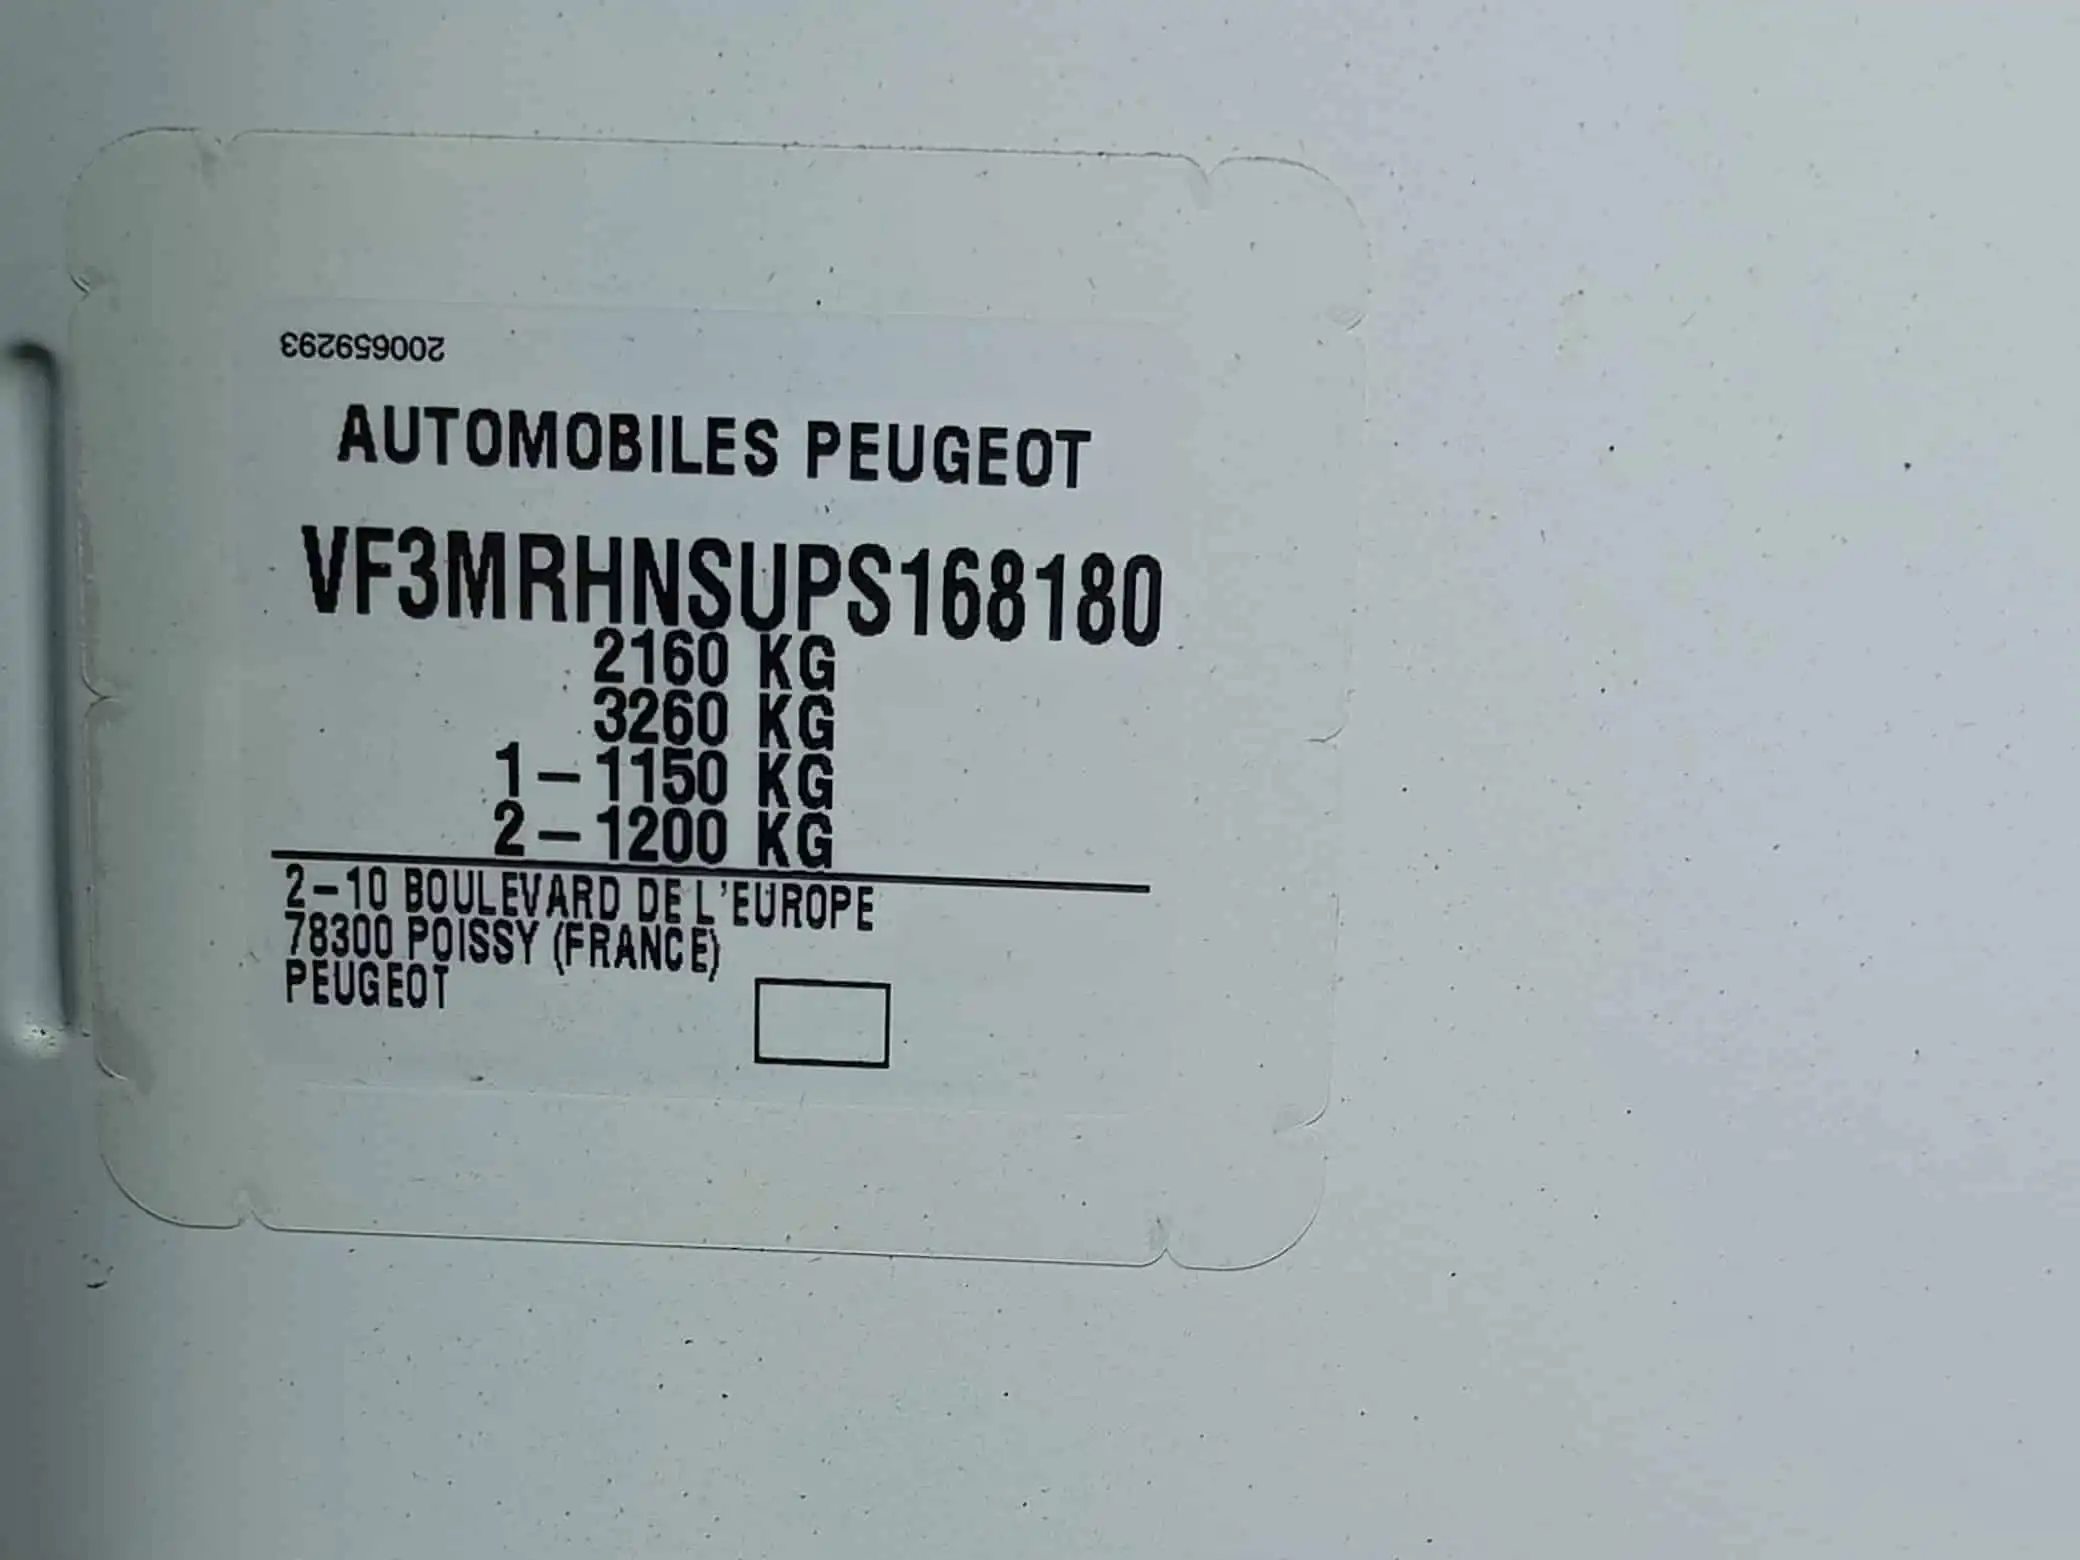 200659293
AUTOMOBILES PEUGEOT
VF3MRHNSUPS168180
2160 KG
3260 KG
1-1150 KG
2-1200 KG
2-10 BOULEVARD DE L'EUROPE
78300 POISSY (FRANCE)
PEUGEOT